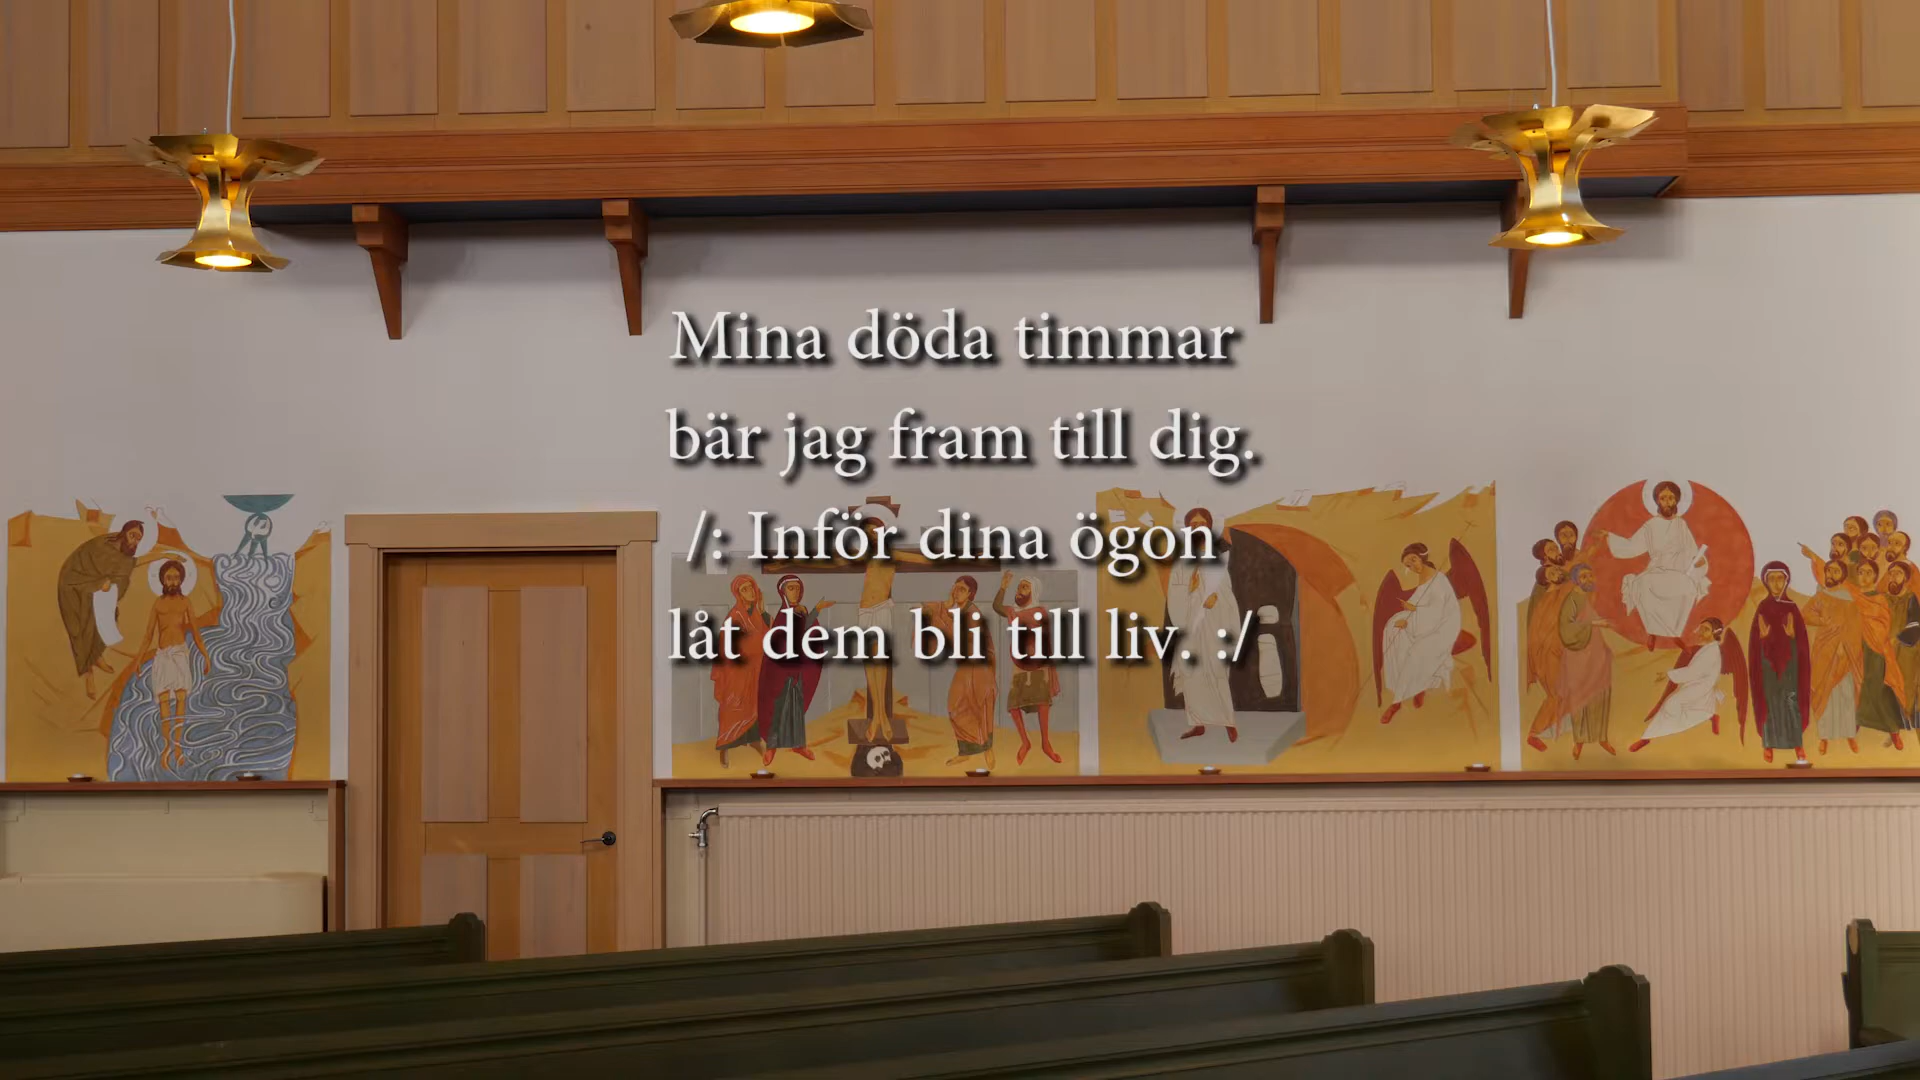 Mina döda timmar
bär jag fram till dig.
/: Inför dina ögon
låt dem bli till liv. :/